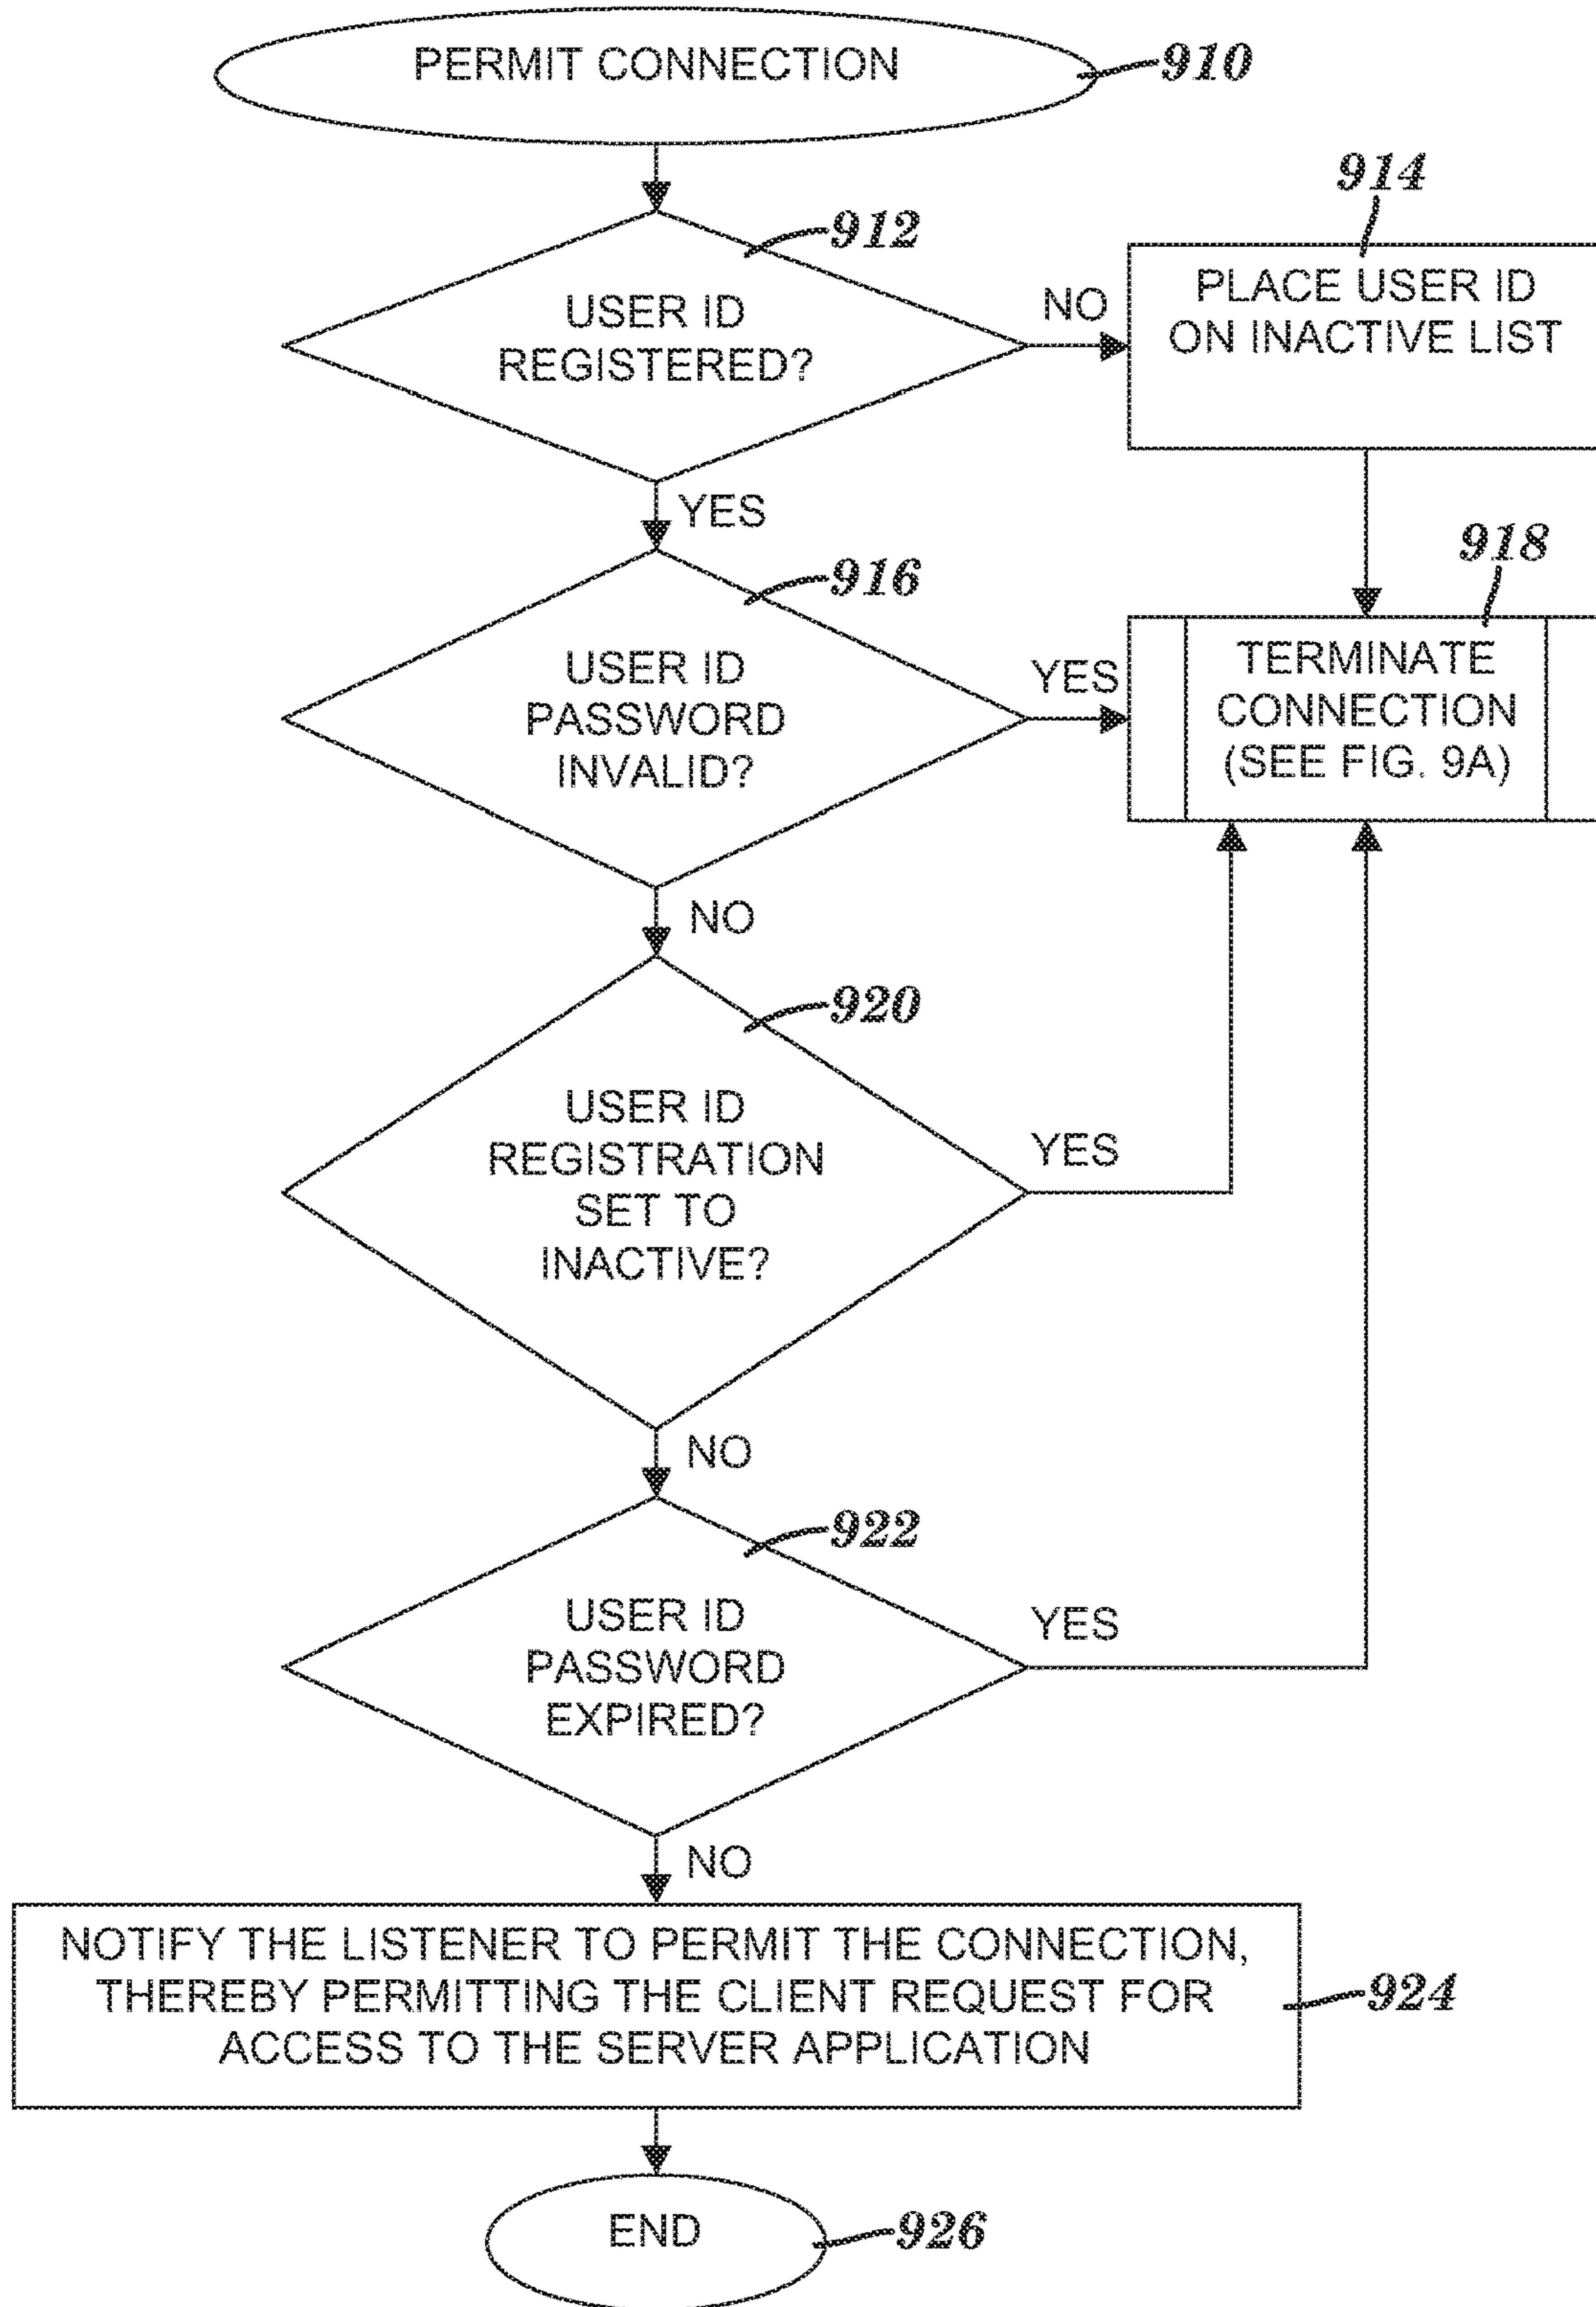 PERMIT CONNECTION
910
914
912
USER ID
REGISTERED?
NO
PLACE USER ID
ON INACTIVE LIST
YES
918
916
USER ID
PASSWORD
INVALID?
YES
TERMINATE
CONNECTION
(SEE FIG. 9A)
NO
920
USER ID
REGISTRATION
SET TO
INACTIVE?
YES
NO
922
USER ID
PASSWORD
EXPIRED?
YES
NO
NOTIFY THE LISTENER TO PERMIT THE CONNECTION,
THEREBY PERMITTING THE CLIENT REQUEST FOR
ACCESS TO THE SERVER APPLICATION
924
END
926